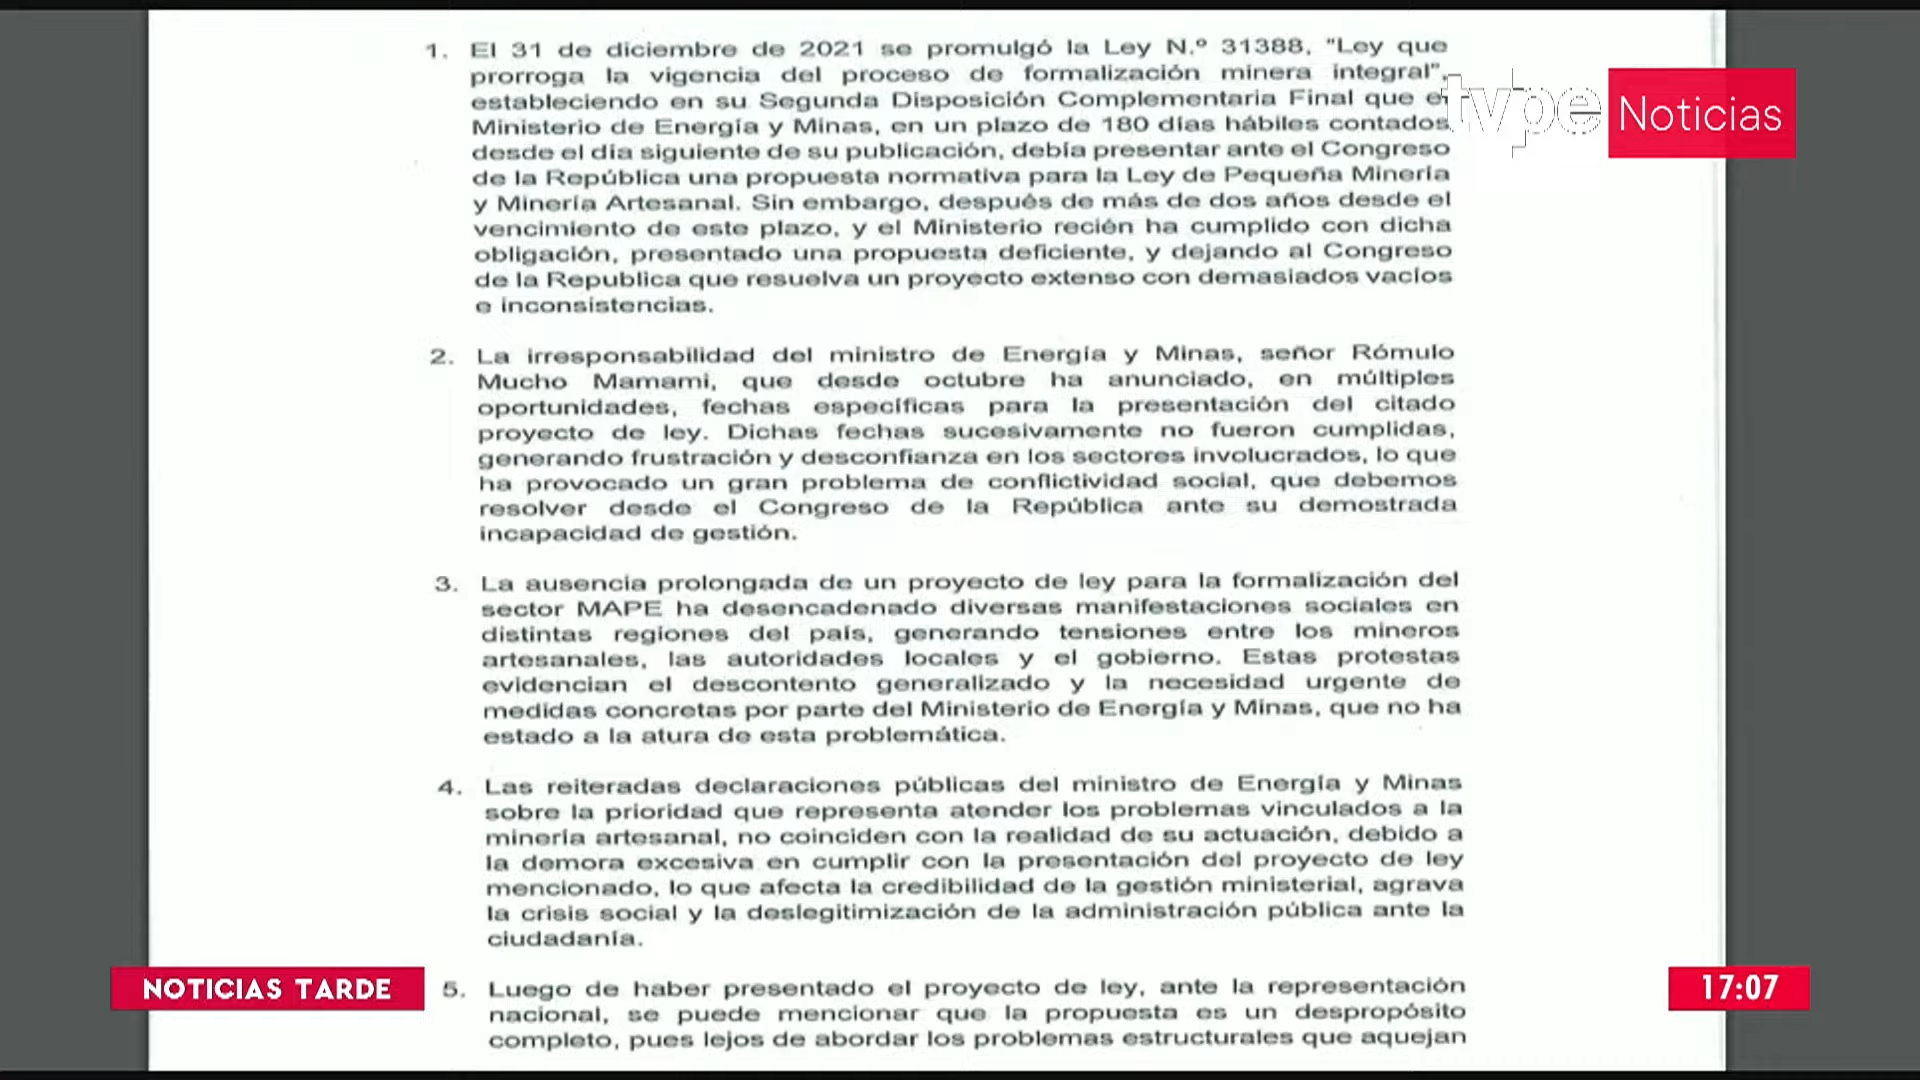 1. El 31 de diciembre de 2021 se promulgó la Ley N.º 31388, "Ley que
prorroga la vigencia del proceso de formalización minera integral",
estableciendo en su Segunda Disposición Complementaria Final que el
Ministerio de Energía y Minas, en un plazo de 180 días hábiles contados
desde el día siguiente de su publicación, debía presentar ante el Congreso
de la República una propuesta normativa para la Ley de Pequeña Minería
y Minería Artesanal. Sin embargo, después de más de dos años desde el
vencimiento de este plazo, y el Ministerio recién ha cumplido con dicha
obligación, presentado una propuesta deficiente, y dejando al Congreso
de la Republica que resuelva un proyecto extenso con demasiados vacíos
e inconsistencias.
2. La irresponsabilidad del ministro de Energía y Minas, señor Rómulo
Mucho Mamami, que desde octubre ha anunciado, en múltiples
oportunidades, fechas específicas para la presentación del citado
proyecto de ley. Dichas fechas sucesivamente no fueron cumplidas,
generando frustración y desconfianza en los sectores involucrados, lo que
ha provocado un gran problema de conflictividad social, que debemos
resolver desde el Congreso de la República ante su demostrada
incapacidad de gestión.
3. La ausencia prolongada de un proyecto de ley para la formalización del
sector MAPE ha desencadenado diversas manifestaciones sociales en
distintas regiones del país, generando tensiones entre los mineros
artesanales, las autoridades locales y el gobierno. Estas protestas
evidencian el descontento generalizado y la necesidad urgente de
medidas concretas por parte del Ministerio de Energía y Minas, que no ha
estado a la atura de esta problemática.
4. Las reiteradas declaraciones públicas del ministro de Energía y Minas
sobre la prioridad que representa atender los problemas vinculados a la
minería artesanal, no coinciden con la realidad de su actuación, debido a
la demora excesiva en cumplir con la presentación del proyecto de ley
mencionado, lo que afecta la credibilidad de la gestión ministerial, agrava
la crisis social y la deslegitimización de la administración pública ante la
ciudadanía.
5. Luego de haber presentado el proyecto de ley, ante la representación
nacional, se puede mencionar que la propuesta es un despropósito
completo, pues lejos de abordar los problemas estructurales que aquejan
tvpe Noticias
NOTICIAS TARDE
17:07